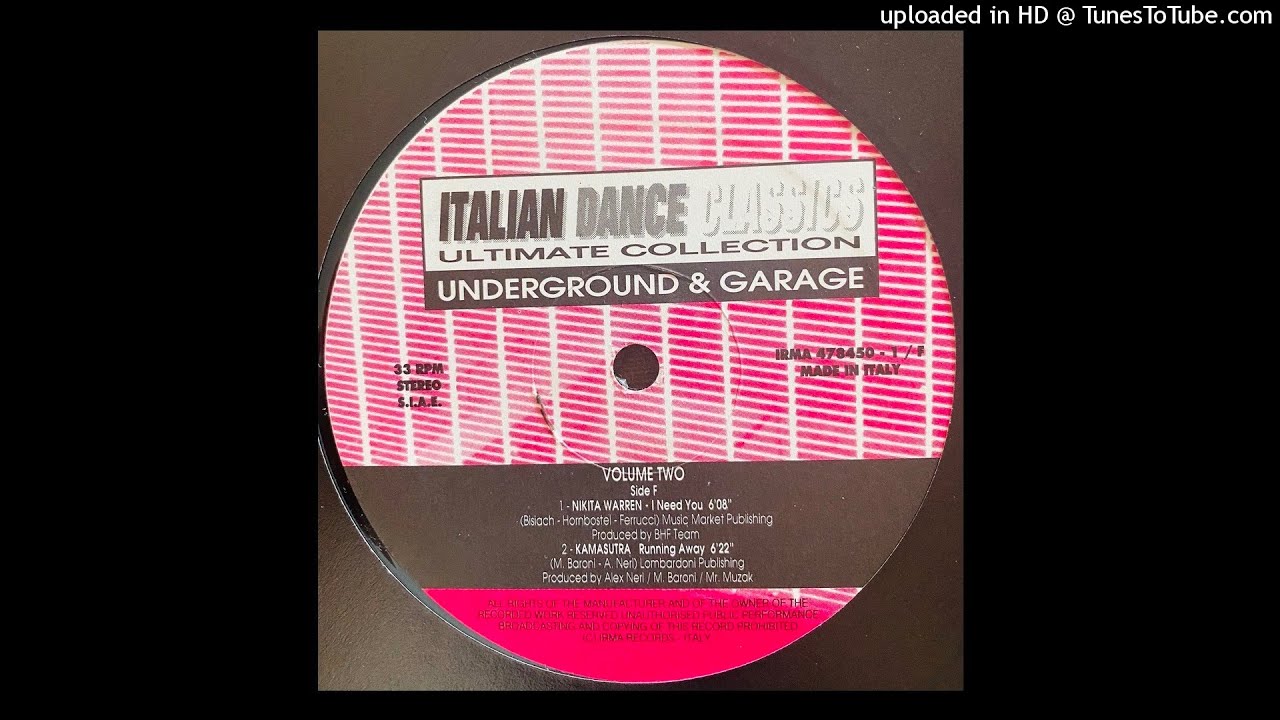 uploaded in HD @ TunesToTube.com
ITALIAN DANCE CLASSICS
ULTIMATE COLLECTION
UNDERGROUND & GARAGE
33 RPM
STEREO
S.I.A.E.
IRMA 478450 - 1 / F
MADE IN ITALY
VOLUME TWO
Side F
1 - NIKITA WARREN - I Need You 6'08"
(Bisiach - Hornbostel - Ferrucci) Music Market Publishing
Produced by BHF Team
2 - KAMASUTRA Running Away 6'22"
(M. Baroni - A. Neri) Lombardoni Publishing
Produced by Alex Neri / M. Baroni / Mr. Muzak
ALL RIGHTS OF THE MANUFACTURER AND OF THE OWNER OF THE
RECORDED WORK RESERVED UNAUTHORISED PUBLIC PERFORMANCE
BROADCASTING AND COPYING OF THIS RECORD PROHIBITED
(C) IRMA RECORDS - ITALY